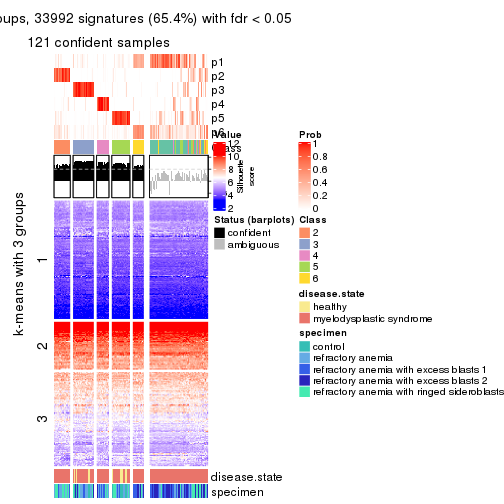 oups, 33992 signatures (65.4%) with fdr < 0.05
121 confident samples
p1
p2
p3
p4
p5
p6
Class
Value
12
10
8
6
4
2
Silhouette
score
Prob
1
0.8
0.6
0.4
0.2
0
Status (barplots)
confident
ambiguous
Class
2
3
4
5
6
disease.state
healthy
myelodysplastic syndrome
specimen
control
refractory anemia
refractory anemia with excess blasts 1
refractory anemia with excess blasts 2
refractory anemia with ringed sideroblasts
k-means with 3 groups
1
2
3
disease.state
specimen